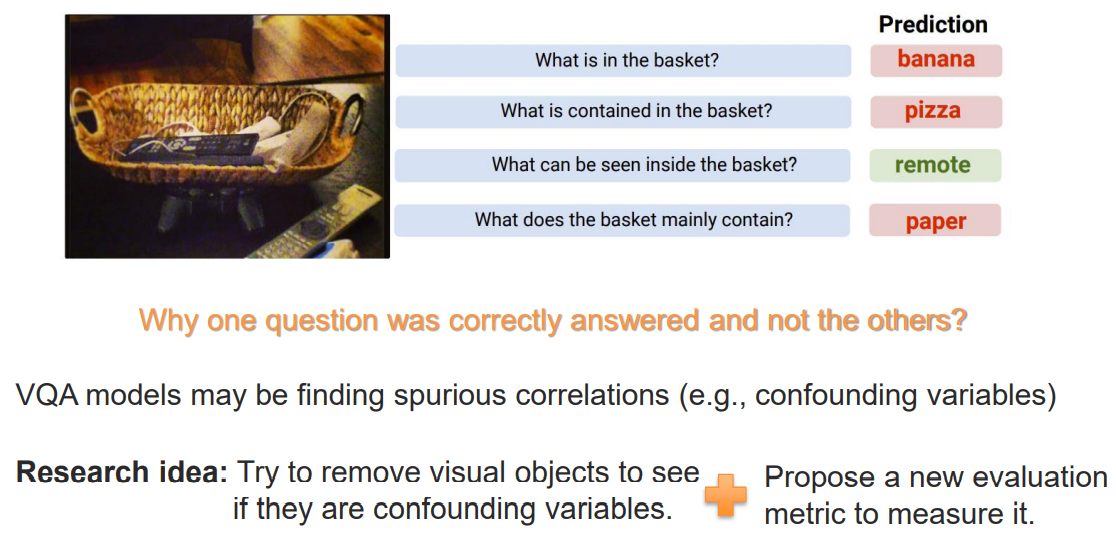 Prediction
What is in the basket?
banana
What is contained in the basket?
pizza
What can be seen inside the basket?
remote
What does the basket mainly contain?
paper
Why one question was correctly answered and not the others?
VQA models may be finding spurious correlations (e.g., confounding variables)
Research idea: Try to remove visual objects to see
if they are confounding variables.
Propose a new evaluation
metric to measure it.